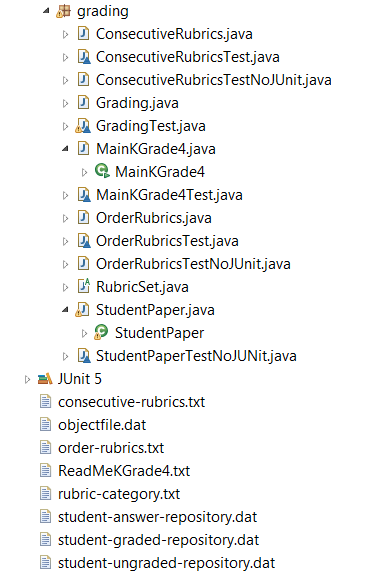 grading
ConsecutiveRubrics.java
ConsecutiveRubricsTest.java
ConsecutiveRubricsTestNoJUnit.java
Grading.java
GradingTest.java
MainKGrade4.java
MainKGrade4
MainKGrade4Test.java
OrderRubrics.java
OrderRubricsTest.java
OrderRubricsTestNoJUnit.java
RubricSet.java
StudentPaper.java
StudentPaper
StudentPaperTestNoJUNit.java
JUnit 5
consecutive-rubrics.txt
objectfile.dat
order-rubrics.txt
ReadMeKGrade4.txt
rubric-category.txt
student-answer-repository.dat
student-graded-repository.dat
student-ungraded-repository.dat